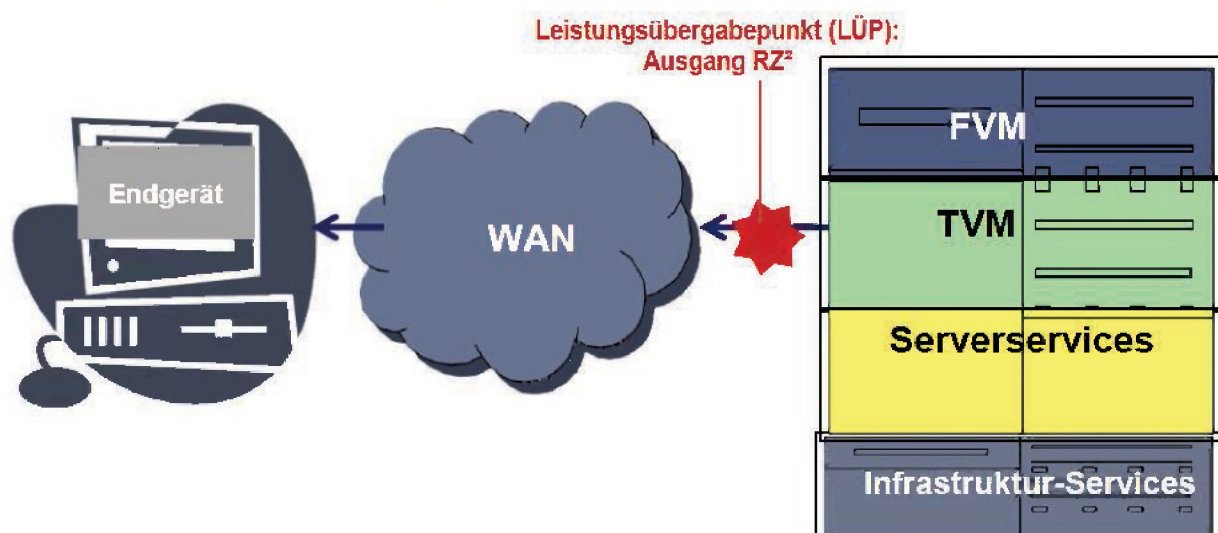 Leistungsübergabepunkt (LÜP):
Ausgang RZ²
Endgerät
WAN
FVM
TVM
Serverservices
Infrastruktur-Services